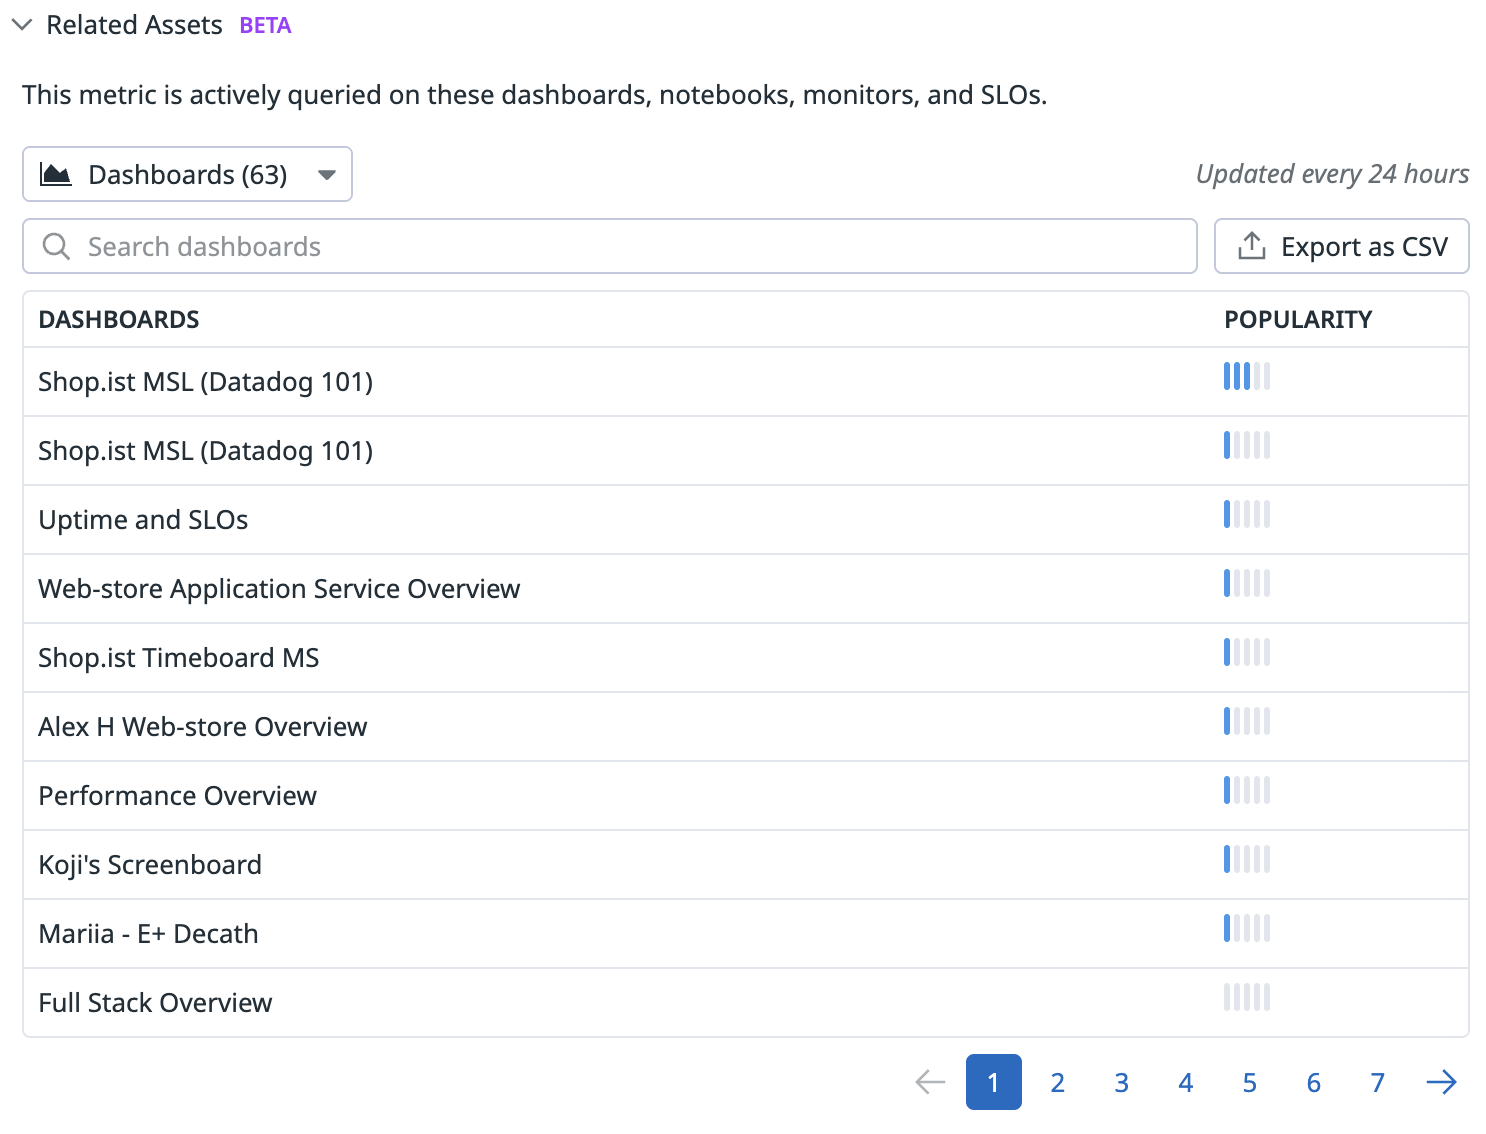 Related Assets BETA
This metric is actively queried on these dashboards, notebooks, monitors, and SLOs.
Dashboards (63) Updated every 24 hours
Search dashboards Export as CSV
DASHBOARDS POPULARITY
Shop.ist MSL (Datadog 101)
Shop.ist MSL (Datadog 101)
Uptime and SLOs
Web-store Application Service Overview
Shop.ist Timeboard MS
Alex H Web-store Overview
Performance Overview
Koji's Screenboard
Mariia - E+ Decath
Full Stack Overview
1 2 3 4 5 6 7